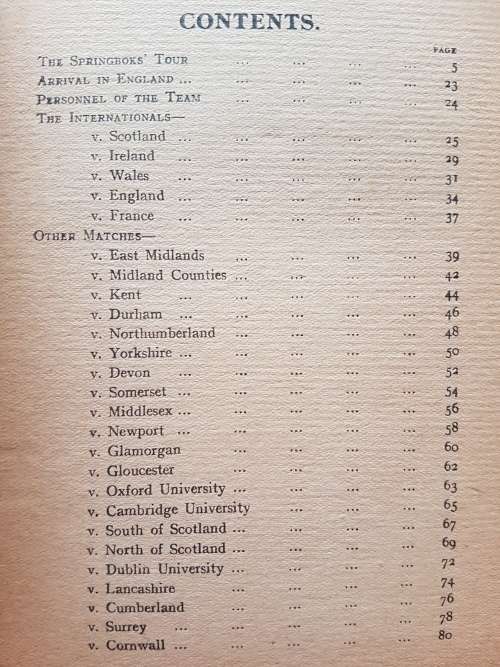 CONTENTS.
PAGE
THE SPRINGBOKS' TOUR ... ... ... ... 5
ARRIVAL IN ENGLAND ... ... ... ... ... 23
PERSONNEL OF THE TEAM ... ... ... ... 24
THE INTERNATIONALS—
v. Scotland ... ... ... ... ... 25
v. Ireland ... ... ... ... ... 29
v. Wales ... ... ... ... ... 31
v. England ... ... ... ... ... 34
v. France ... ... ... ... ... 37
OTHER MATCHES—
v. East Midlands ... ... ... ... 39
v. Midland Counties ... ... ... ... 42
v. Kent ... ... ... ... ... 44
v. Durham ... ... ... ... ... 46
v. Northumberland ... ... ... ... 48
v. Yorkshire ... ... ... ... ... 50
v. Devon ... ... ... ... ... 52
v. Somerset ... ... ... ... ... 54
v. Middlesex ... ... ... ... ... 56
v. Newport ... ... ... ... ... 58
v. Glamorgan ... ... ... ... 60
v. Gloucester ... ... ... ... 62
v. Oxford University ... ... ... ... 63
v. Cambridge University ... ... ... 65
v. South of Scotland ... ... ... ... 67
v. North of Scotland ... ... ... ... 69
v. Dublin University ... ... ... ... 72
v. Lancashire ... ... ... ... 74
v. Cumberland ... ... ... ... 76
v. Surrey ... ... ... ... ... 78
v. Cornwall ... ... ... ... ... 80